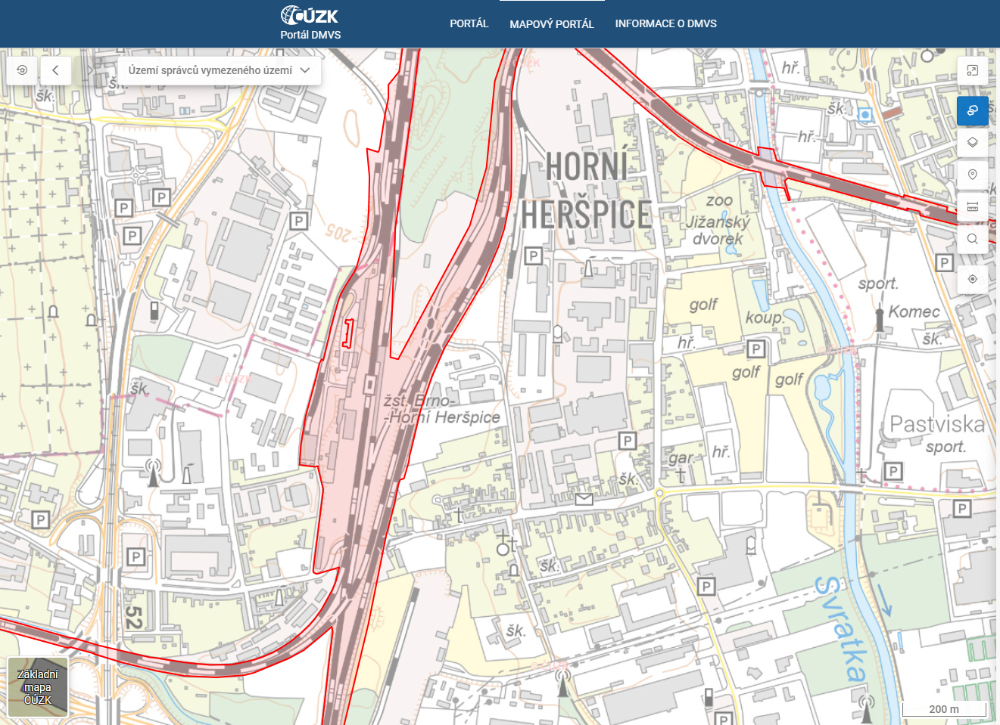 ČÚZK
Portál DMVS
PORTÁL
MAPOVÝ PORTÁL
INFORMACE O DMVS
Území správců vymezeného území
šk.
šk.
hř.
šk.
hř.
HORNÍ
HERŠPICE
zoo
Jižanský
dvorek
205
P
P
P
P
P
P
sport.
golf
koup.
Komec
šk.
hř.
P
golf
golf
šk.
žst. Brno-
-Horní Heršpice
Pastviska
sport.
P
hř.
gar.
P
šk.
P
P
P
šk.
P
52
šk.
Svratka
P
Základní
mapa
ČÚZK
200 m